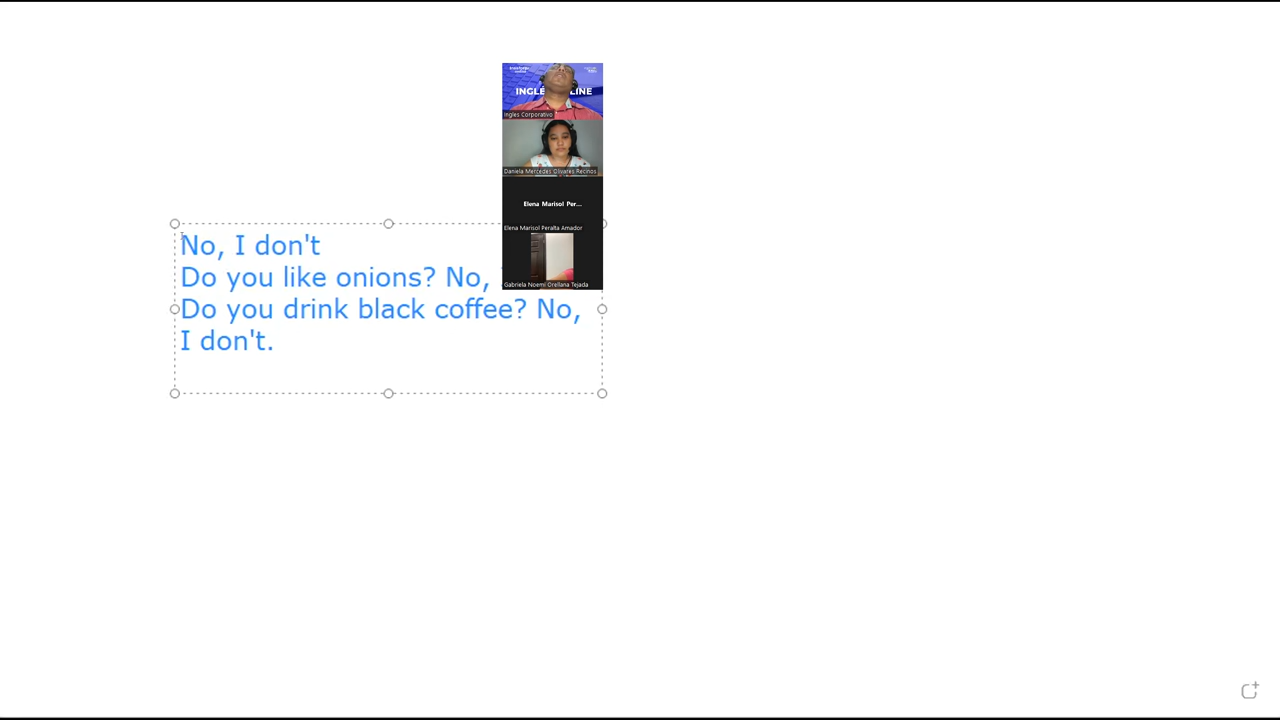 INGLÉ LINE
Ingles Corporativo
Daniela Mercedes Olivares Recinos
Elena Marisol Per...
Elena Marisol Peralta Amador
Gabriela Noemi Orellana Tejada
No, I don't
Do you like onions? No,
Do you drink black coffee? No,
I don't.